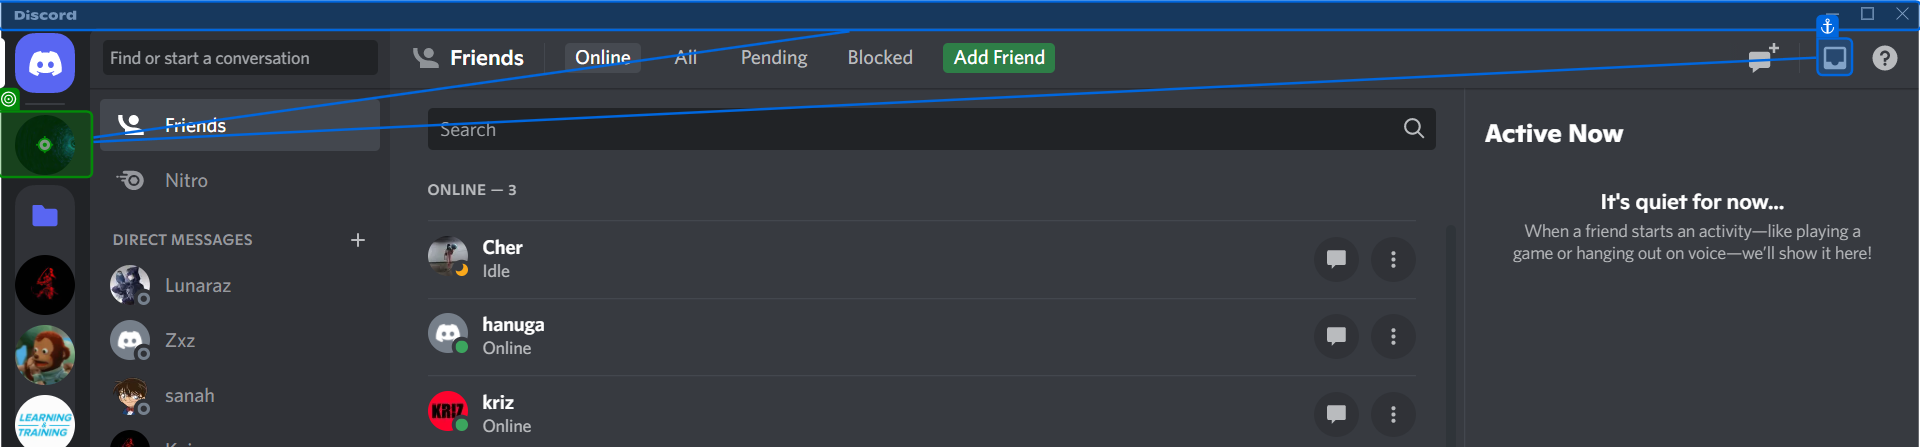 Discord
Find or start a conversation
Friends
Online
All
Pending
Blocked
Add Friend
Friends
Search
Active Now
Nitro
ONLINE — 3
It's quiet for now...
When a friend starts an activity—like playing a
game or hanging out on voice—we'll show it here!
DIRECT MESSAGES
Cher
Idle
Lunaraz
hanuga
Online
Zxz
sanah
KRIZ
kriz
Online
LEARNING
&
TRAINING